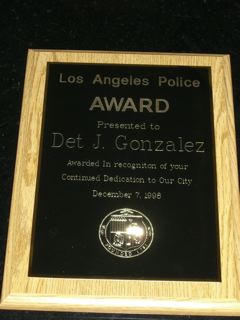 Los Angeles Police
AWARD
Presented to
Det J. Gonzalez
Awarded In recogniton of your
Continued Dedication to Our City
December 7, 1998